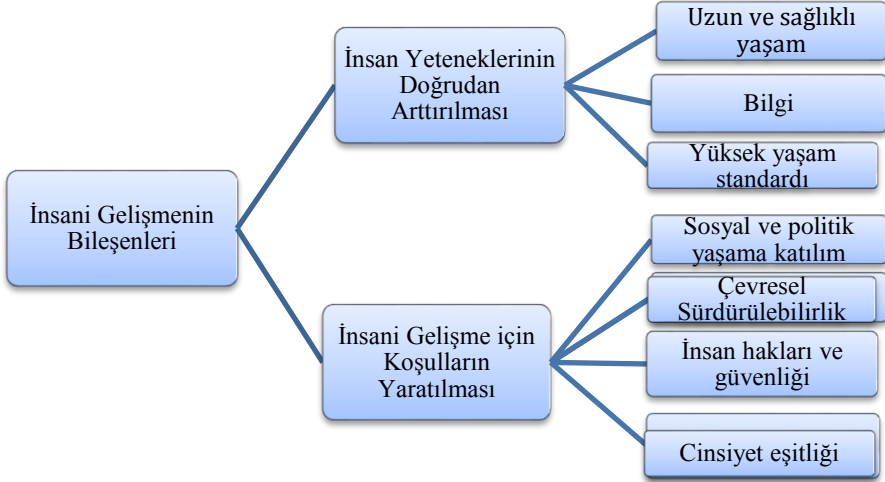 İnsani Gelişmenin
Bileşenleri
İnsan Yeteneklerinin
Doğrudan
Arttırılması
Uzun ve sağlıklı
yaşam
Bilgi
Yüksek yaşam
standardı
İnsani Gelişme için
Koşulların
Yaratılması
Sosyal ve politik
yaşama katılım
Çevresel
Sürdürülebilirlik
İnsan hakları ve
güvenliği
Cinsiyet eşitliği